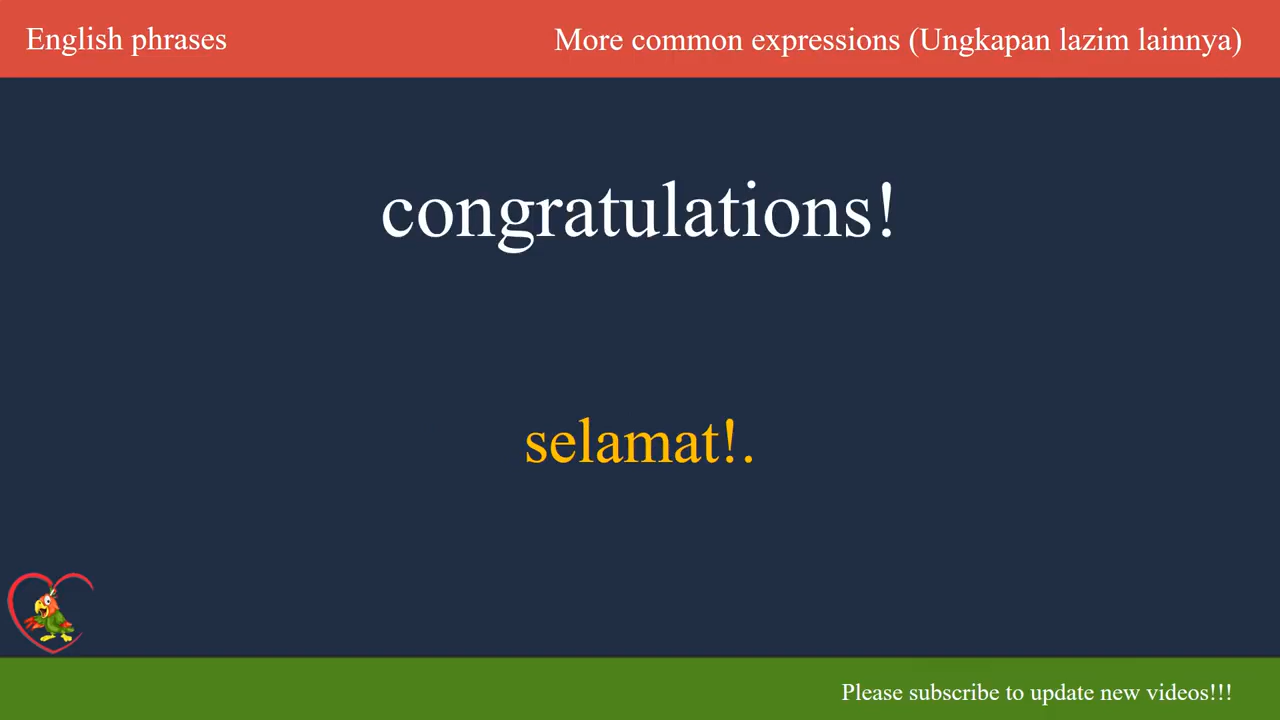 English phrases
More common expressions (Ungkapan lazim lainnya)
congratulations!
selamat!.
Please subscribe to update new videos!!!